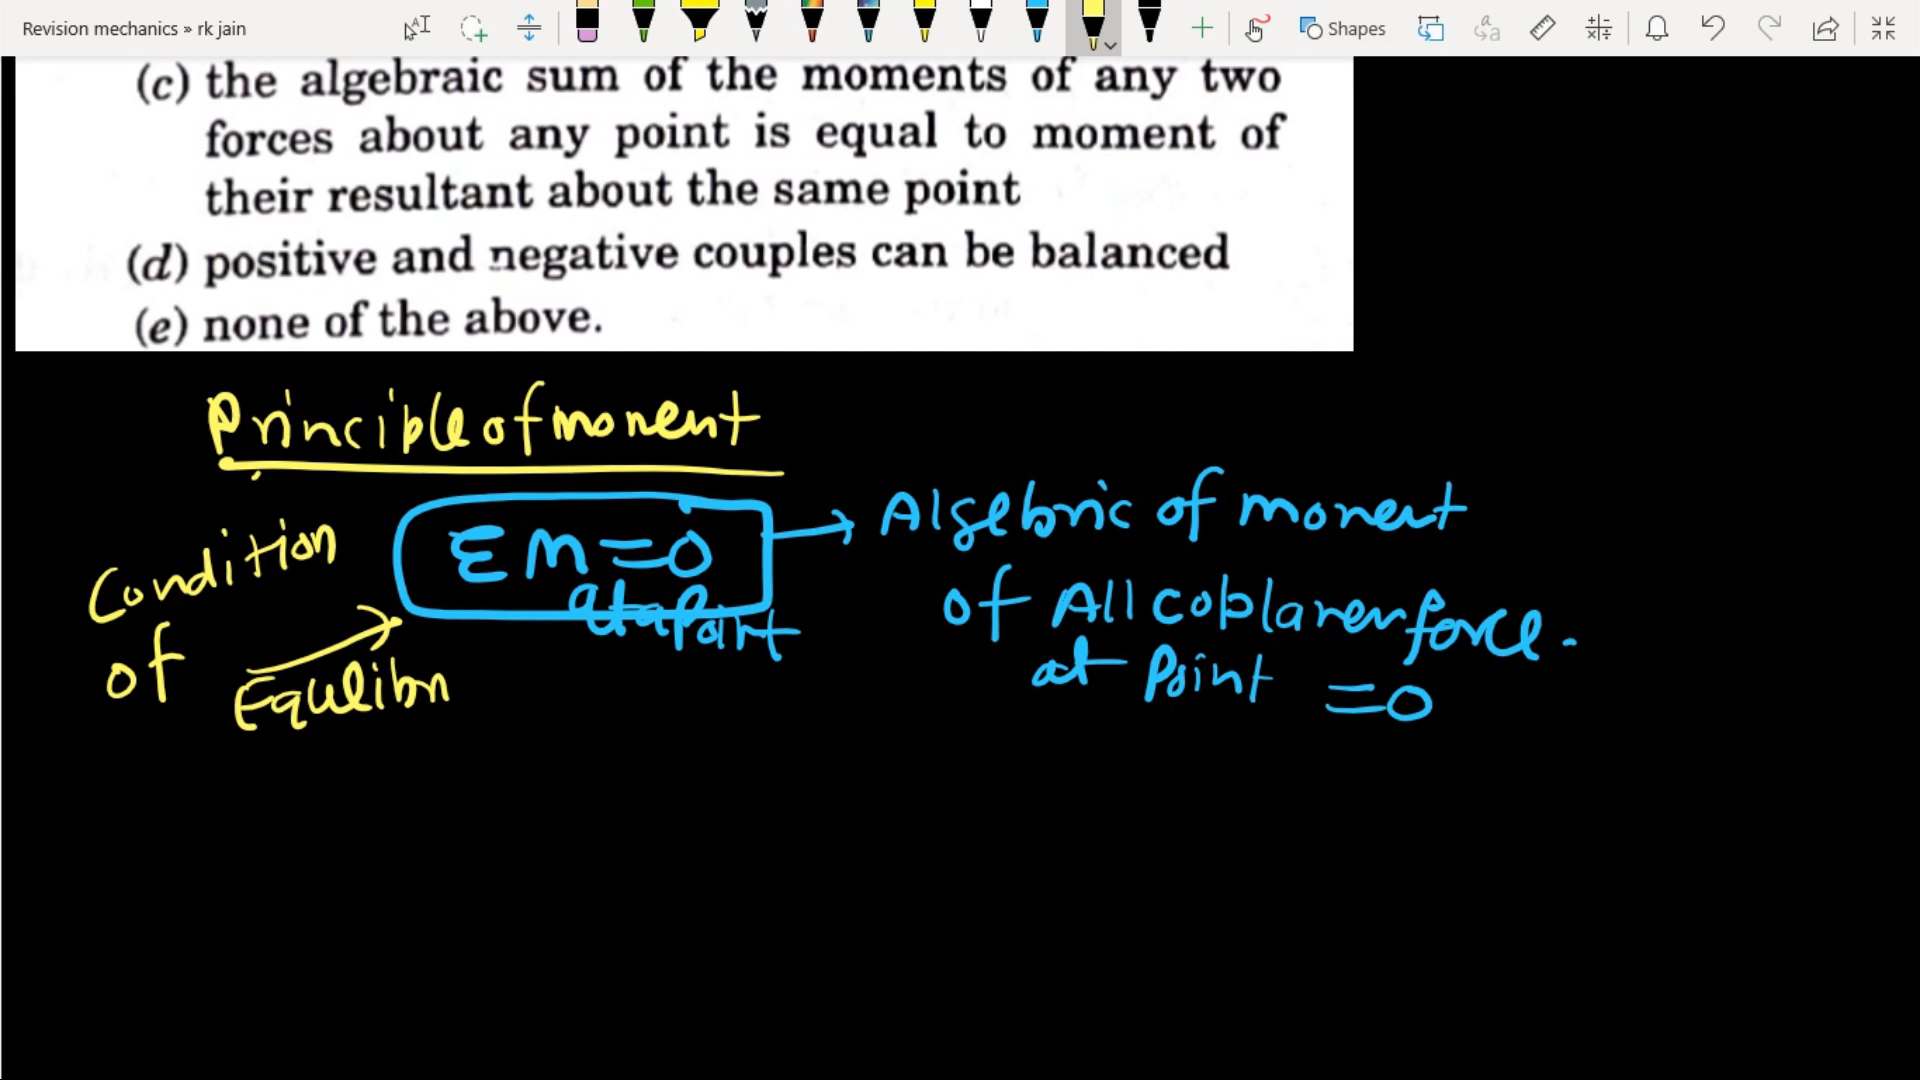 Revision mechanics » rk jain
Shapes
(c) the algebraic sum of the moments of any two
forces about any point is equal to moment of
their resultant about the same point
(d) positive and negative couples can be balanced
(e) none of the above.
Principle of moment
Condition
of
Equlibn
ΣM=0
at a Point
Algebric of moment
of All coplaner force.
at Point =0